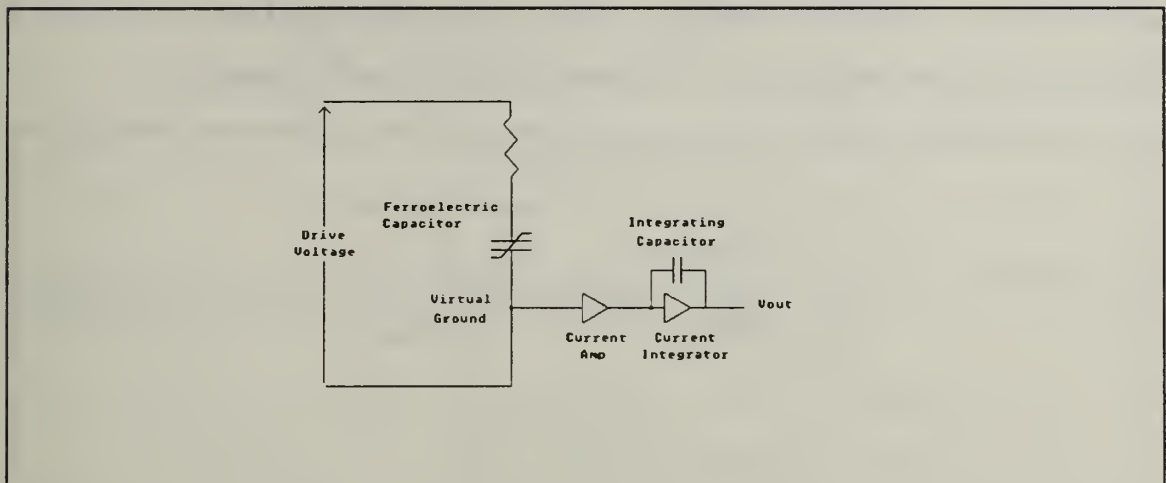 Ferroelectric
Capacitor
Drive
Voltage
Integrating
Capacitor
Virtual
Ground
Vout
Current
Amp
Current
Integrator